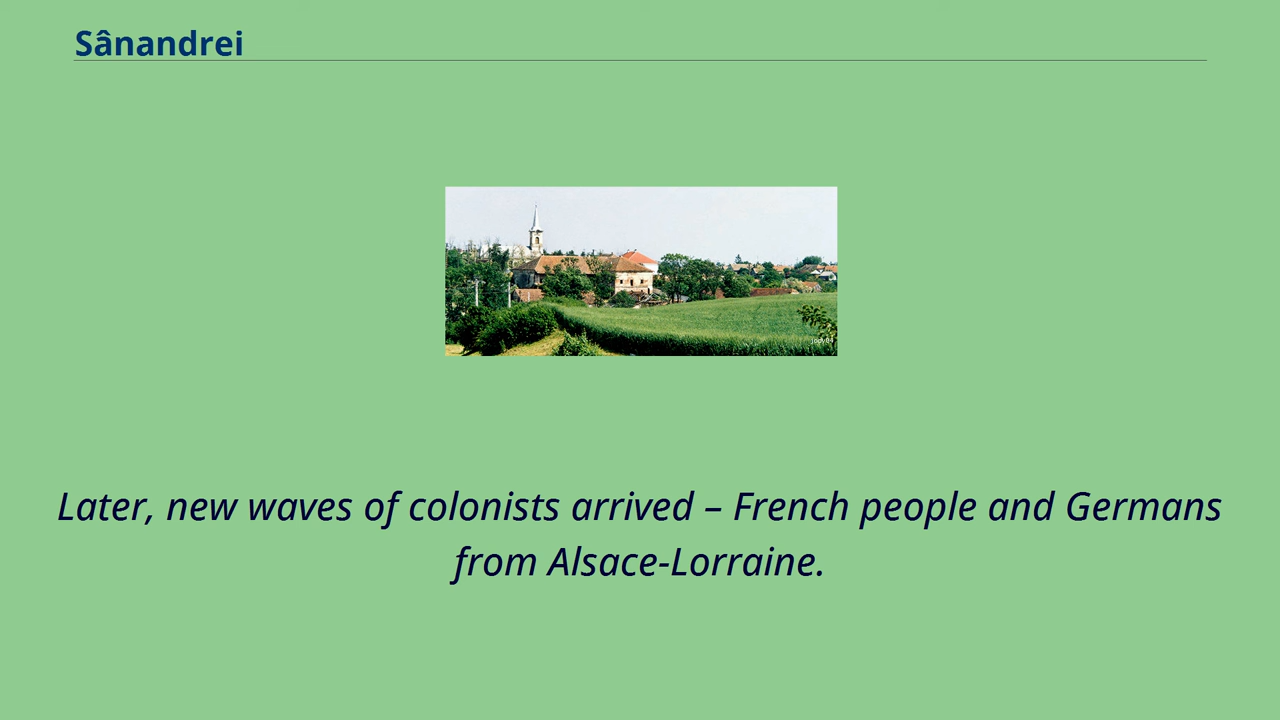 Sânandrei
Later, new waves of colonists arrived – French people and Germans
from Alsace-Lorraine.